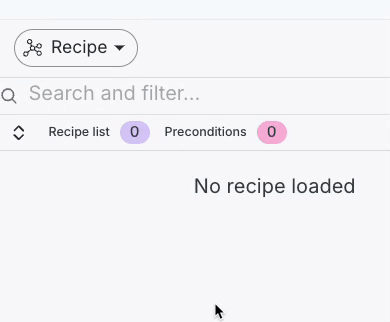 Recipe
Search and filter...
Recipe list 0 Preconditions 0
No recipe loaded